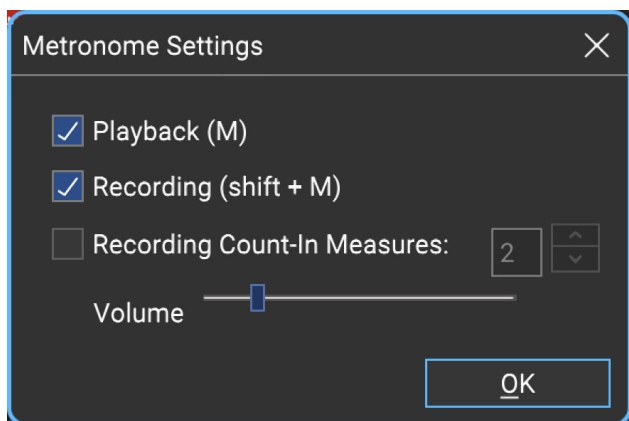 Metronome Settings
Playback (M)
Recording (shift + M)
Recording Count-In Measures: 2
Volume
OK